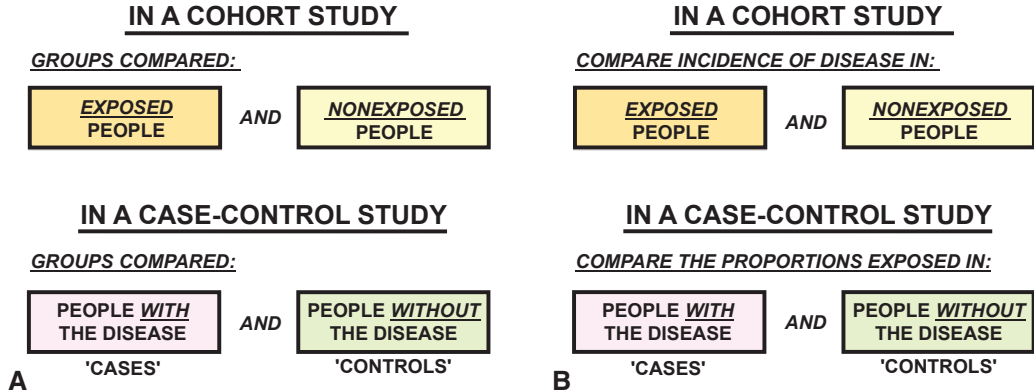 IN A COHORT STUDY
GROUPS COMPARED:
EXPOSED
PEOPLE
AND
NONEXPOSED
PEOPLE
IN A CASE-CONTROL STUDY
GROUPS COMPARED:
PEOPLE WITH
THE DISEASE
AND
PEOPLE WITHOUT
THE DISEASE
'CASES'
'CONTROLS'
A
IN A COHORT STUDY
COMPARE INCIDENCE OF DISEASE IN:
EXPOSED
PEOPLE
AND
NONEXPOSED
PEOPLE
IN A CASE-CONTROL STUDY
COMPARE THE PROPORTIONS EXPOSED IN:
PEOPLE WITH
THE DISEASE
AND
PEOPLE WITHOUT
THE DISEASE
'CASES'
'CONTROLS'
B